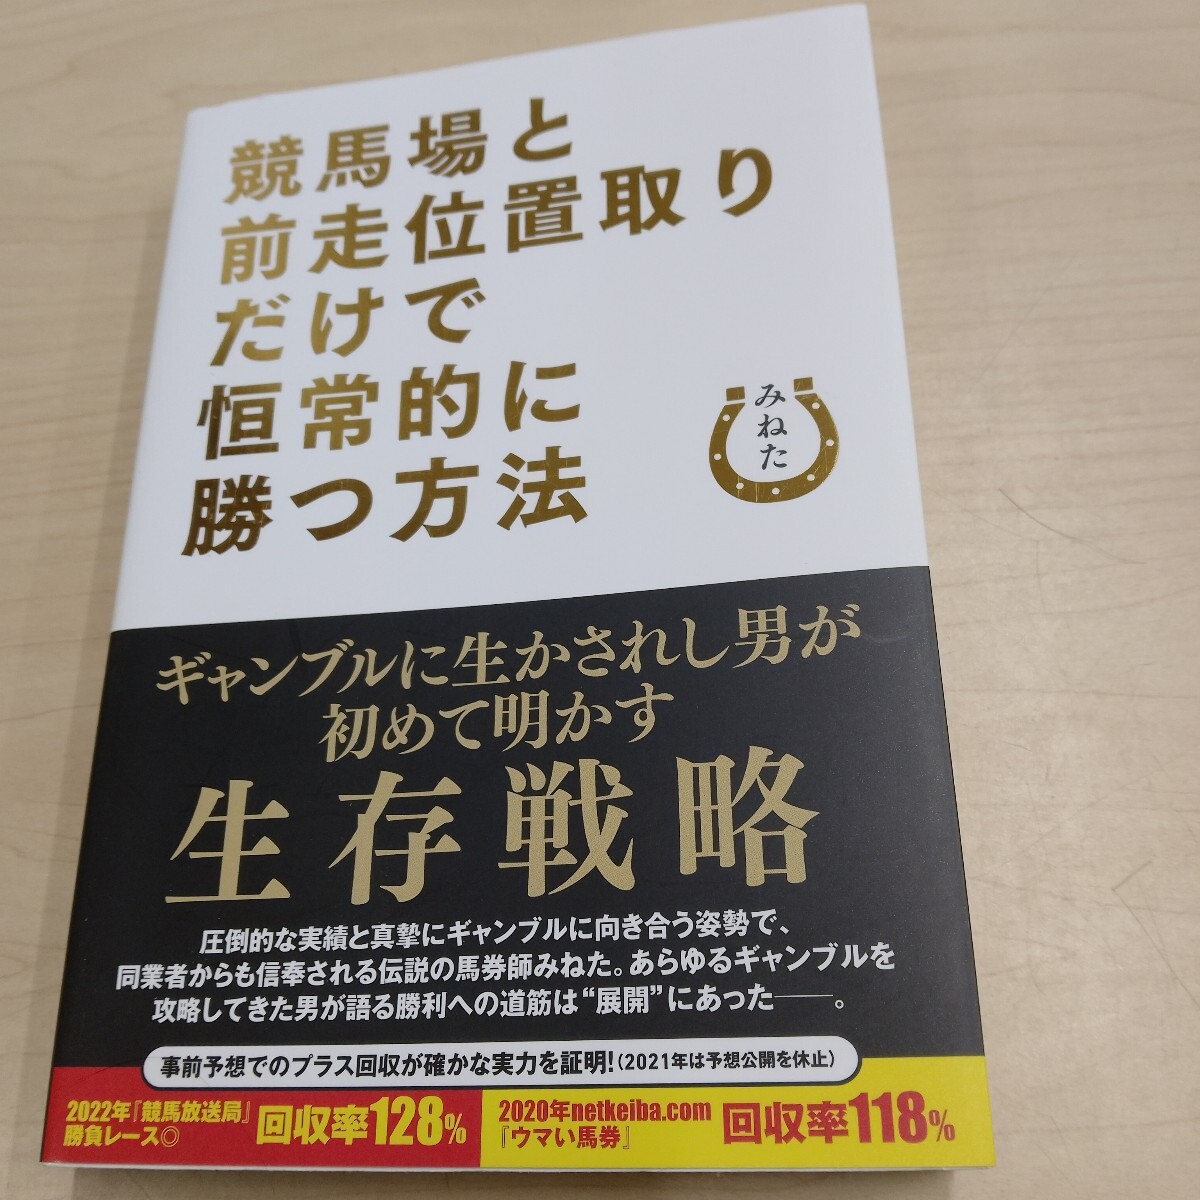 競馬場と
前走位置取り
だけで
恒常的に
勝つ方法
みねた
ギャンブルに生かされし男が
初めて明かす
生存戦略
圧倒的な実績と真摯にギャンブルに向き合う姿勢で、
同業者からも信奉される伝説の馬券師みねた。あらゆるギャンブルを
攻略してきた男が語る勝利への道筋は“展開”にあった──。
事前予想でのプラス回収が確かな実力を証明!(2021年は予想公開を休止)
2022年『競馬放送局』
勝負レース◎
回収率128%
2020年netkeiba.com
『ウマい馬券』
回収率118%